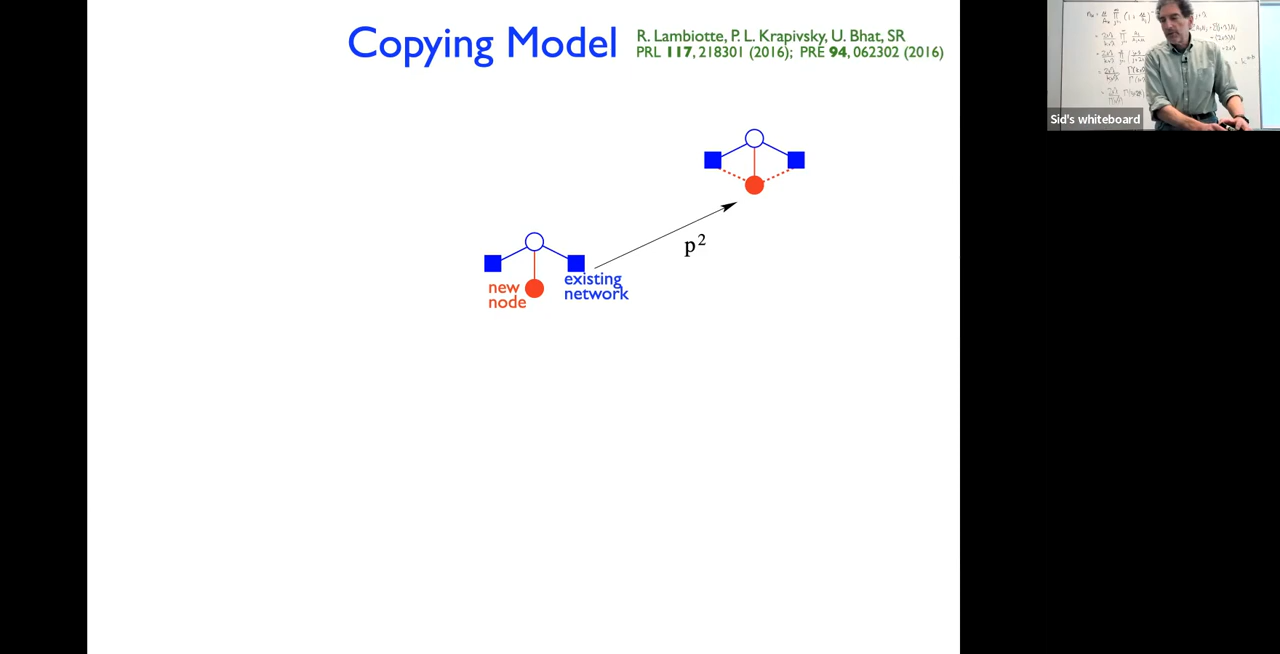 Copying Model
R. Lambiotte, P. L. Krapivsky, U. Bhat, SR
PRL 117, 218301 (2016); PRE 94, 062302 (2016)
Sid's whiteboard
p²
new
node
existing
network